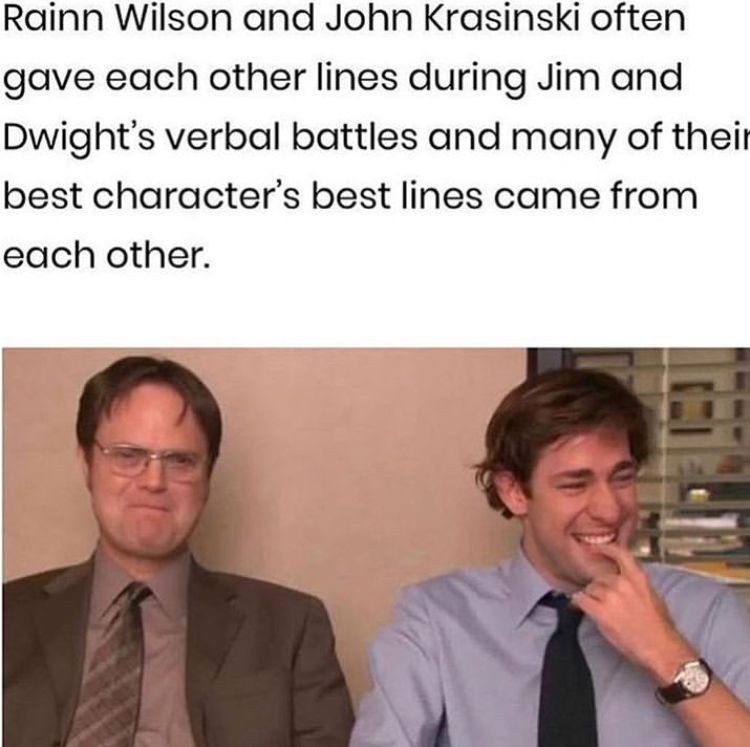 Rainn Wilson and John Krasinski often
gave each other lines during Jim and
Dwight’s verbal battles and many of their
best character’s best lines came from
each other.